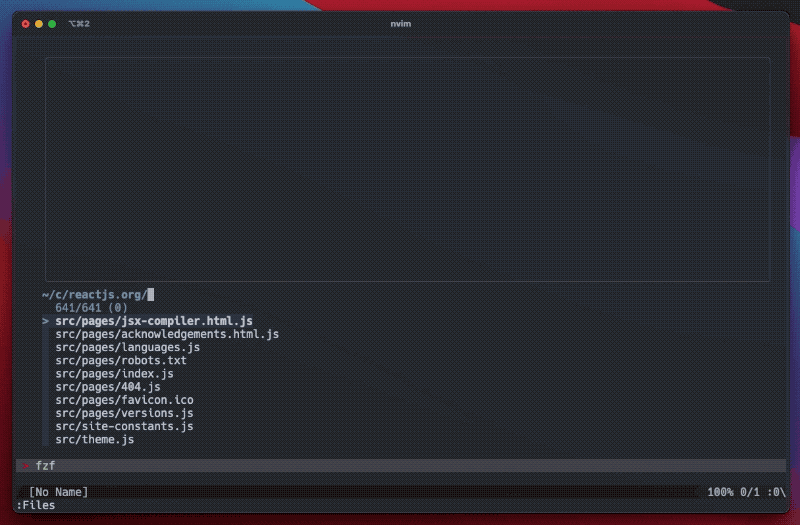 ⌥⌘2 nvim
~/c/reactjs.org/
641/641 (0)
> src/pages/jsx-compiler.html.js
src/pages/acknowledgements.html.js
src/pages/languages.js
src/pages/robots.txt
src/pages/index.js
src/pages/404.js
src/pages/favicon.ico
src/pages/versions.js
src/site-constants.js
src/theme.js
> fzf
[No Name] 100% 0/1 :0\
:Files